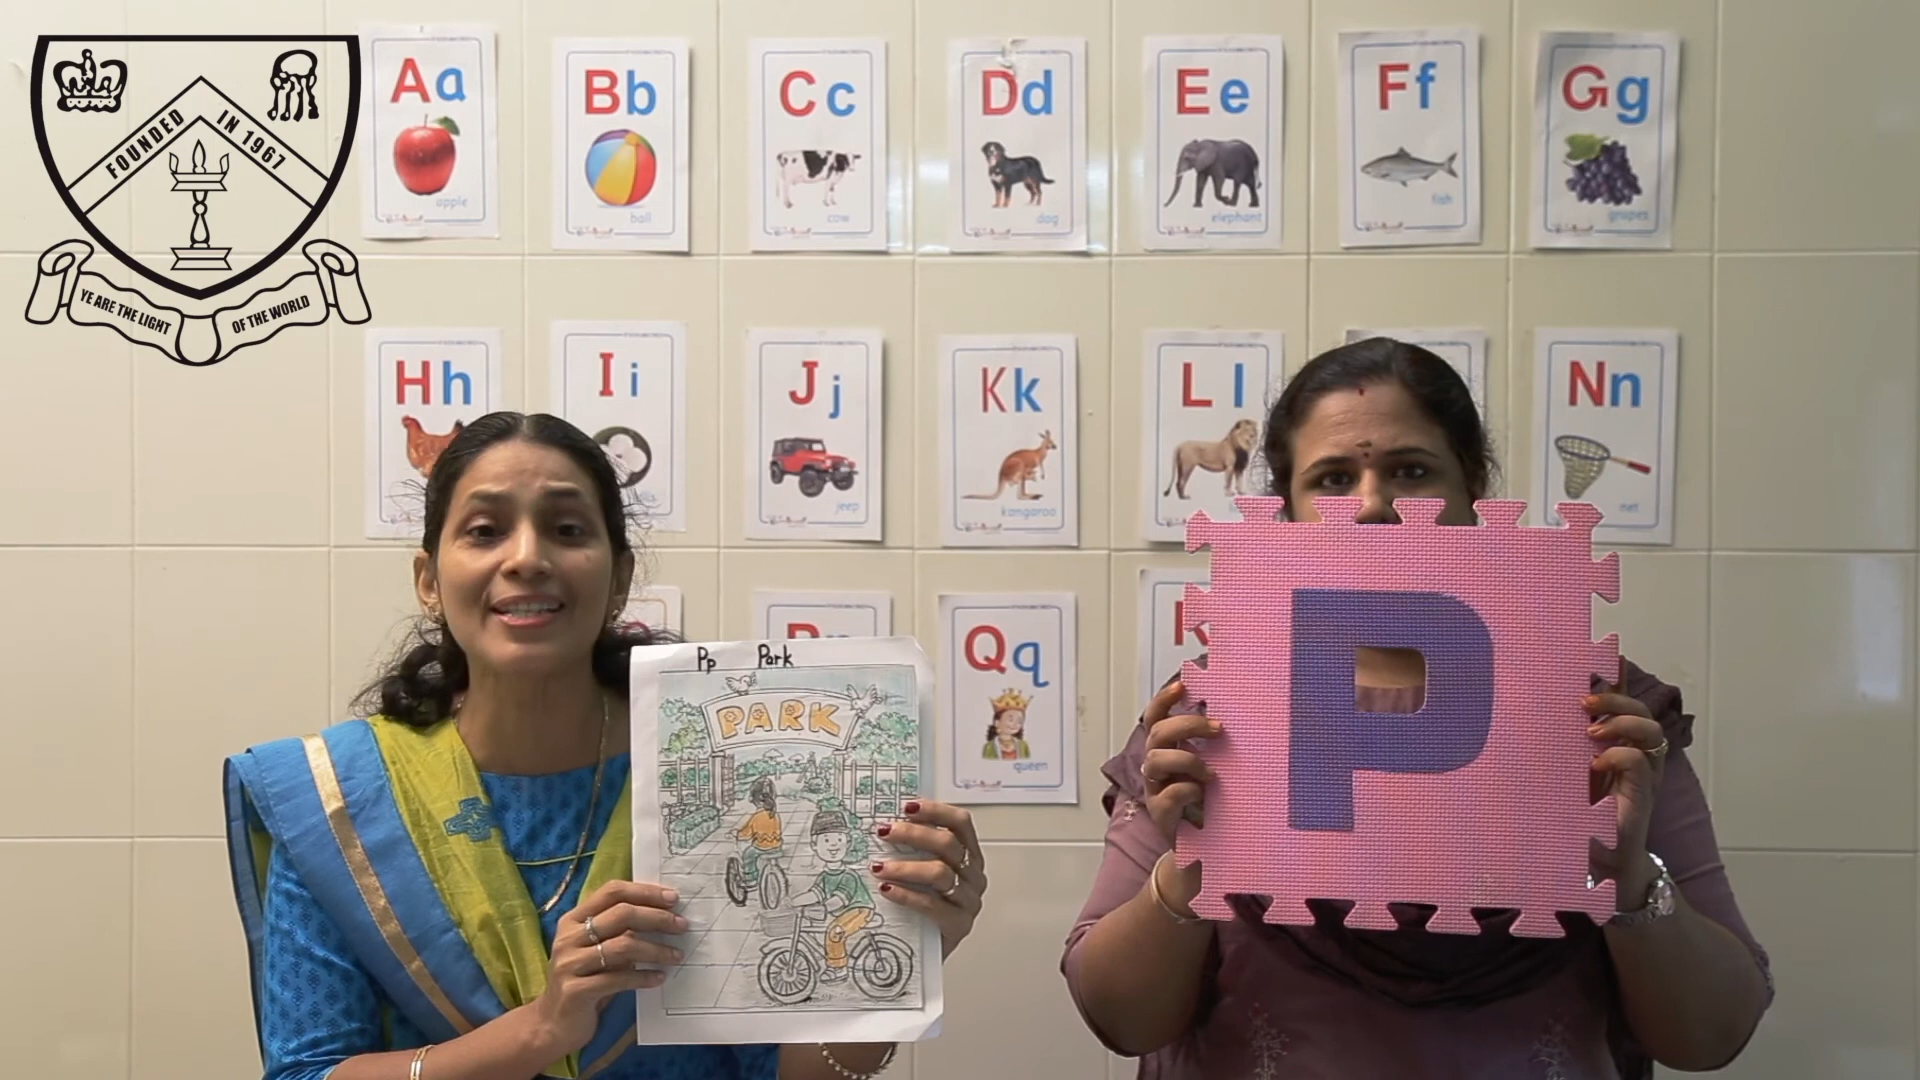 FOUNDED IN 1967
YE ARE THE LIGHT OF THE WORLD
Aa
apple
Bb
ball
Cc
cow
Dd
dog
Ee
elephant
Ff
fish
Gg
grapes
Hh
Ii
Jj
jeep
Kk
kangaroo
Ll
Nn
net
Qq
queen
Pp Park
PARK
P